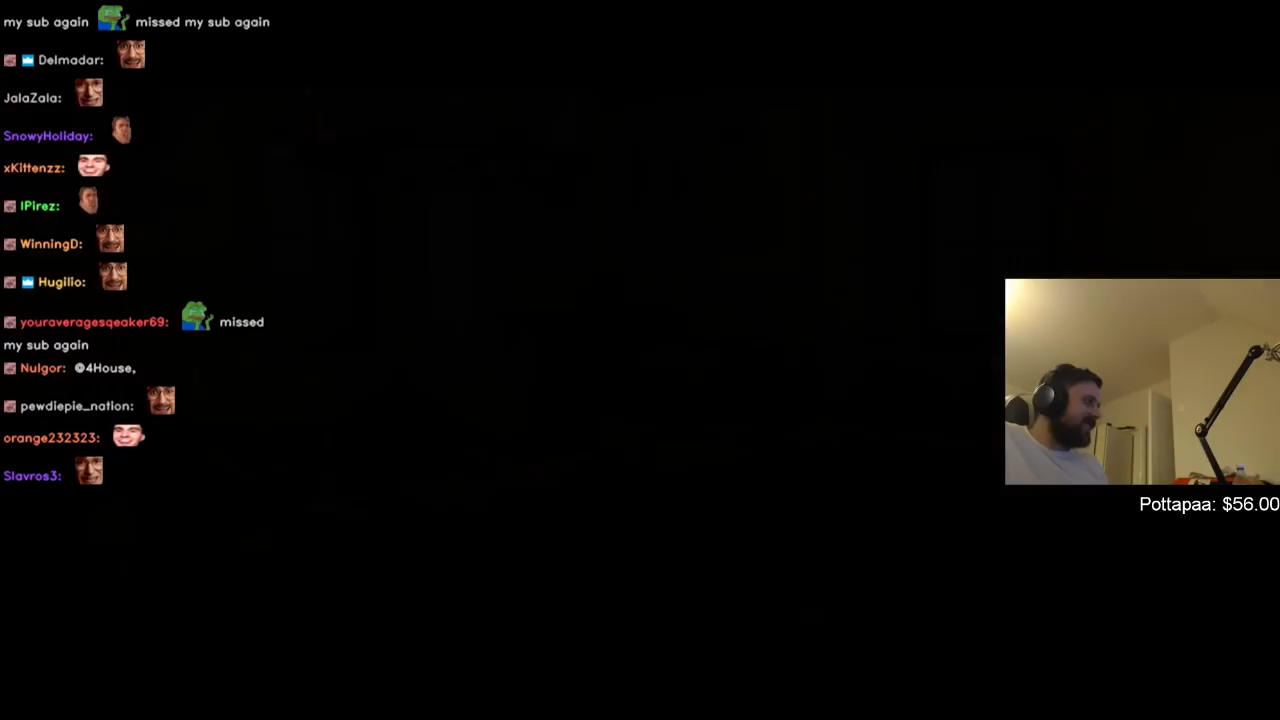 my sub again missed my sub again
Delmadar:
JalaZala:
SnowyHoliday:
xKittenzz:
IPirez:
WinningD:
Hugilio:
youraveragesqeaker69: missed
my sub again
Nulgor: @4House,
pewdiepie_nation:
orange232323:
Slavros3:
Pottapaa: $56.00